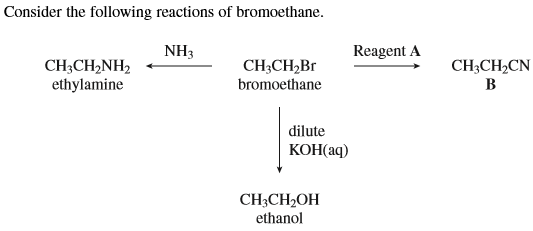 Consider the following reactions of bromoethane.
NH₃
Reagent A
CH₃CH₂NH₂
CH₃CH₂Br
CH₃CH₂CN
ethylamine
bromoethane
B
dilute
KOH(aq)
CH₃CH₂OH
ethanol